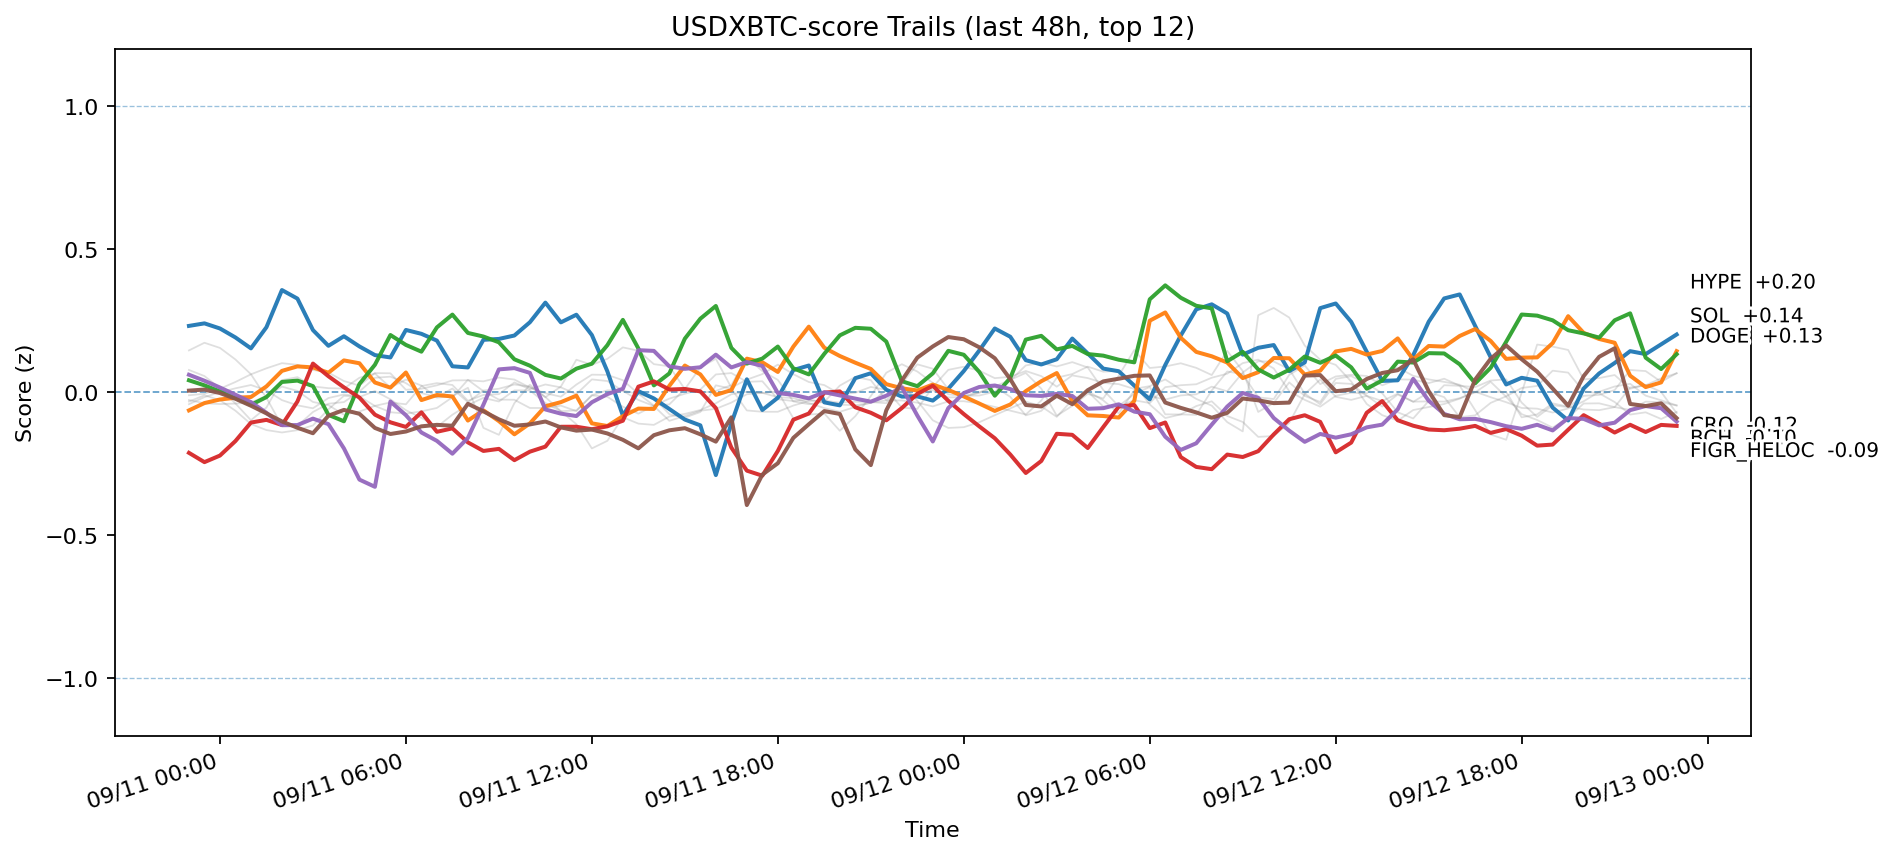 USDXBTC-score Trails (last 48h, top 12)
Score (z)
1.0
0.5
0.0
−0.5
−1.0
HYPE +0.20
SOL +0.14
DOGE +0.13
CRO -0.12
BCH -0.10
FIGR_HELOC -0.09
09/11 00:00
09/11 06:00
09/11 12:00
09/11 18:00
09/12 00:00
09/12 06:00
09/12 12:00
09/12 18:00
09/13 00:00
Time